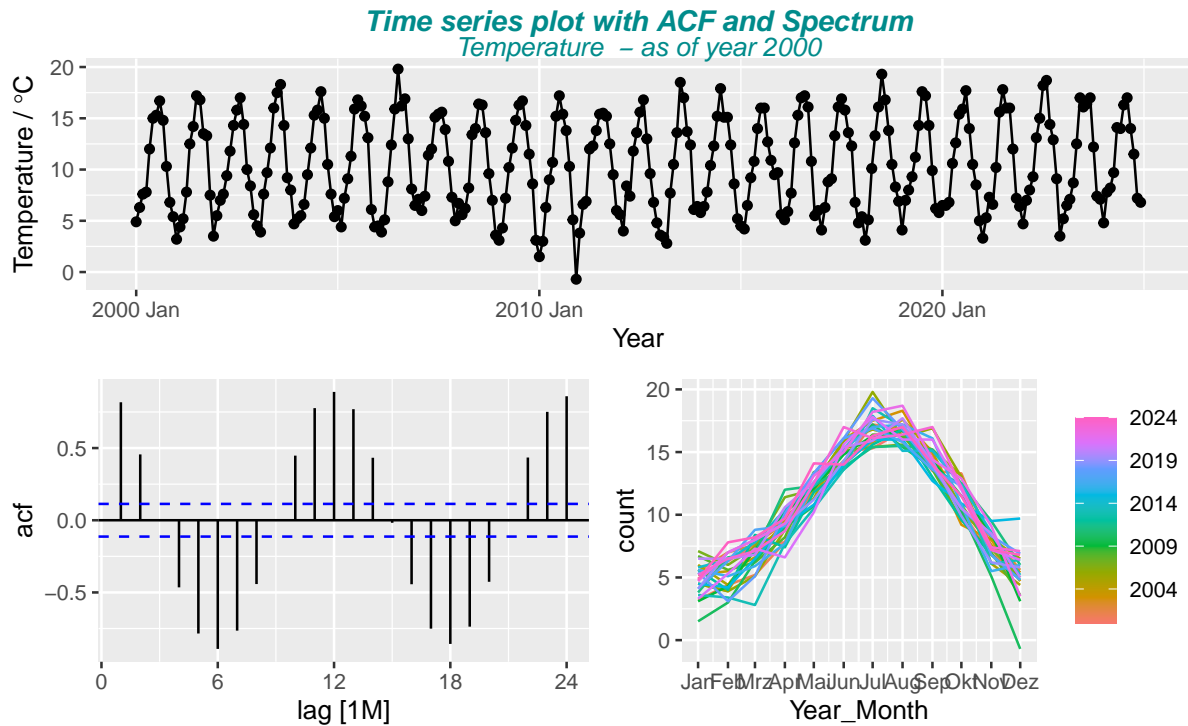 Time series plot with ACF and Spectrum
Temperature – as of year 2000
Temperature / °C
20
15
10
5
0
2000 Jan
2010 Jan
2020 Jan
Year
acf
0.5
0.0
−0.5
0
6
12
18
24
lag [1M]
count
20
15
10
5
0
Jan Feb Mrz Apr Mai Jun Jul Aug Sep Okt Nov Dez
Year_Month
2024
2019
2014
2009
2004